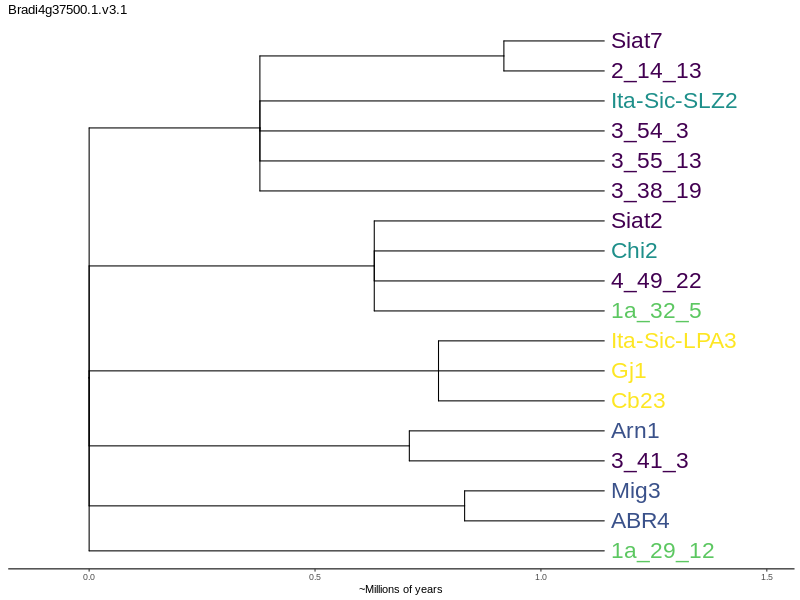 Bradi4g37500.1.v3.1
Siat7
2_14_13
Ita-Sic-SLZ2
3_54_3
3_55_13
3_38_19
Siat2
Chi2
4_49_22
1a_32_5
Ita-Sic-LPA3
Gj1
Cb23
Arn1
3_41_3
Mig3
ABR4
1a_29_12
0.0 0.5 1.0 1.5
~Millions of years